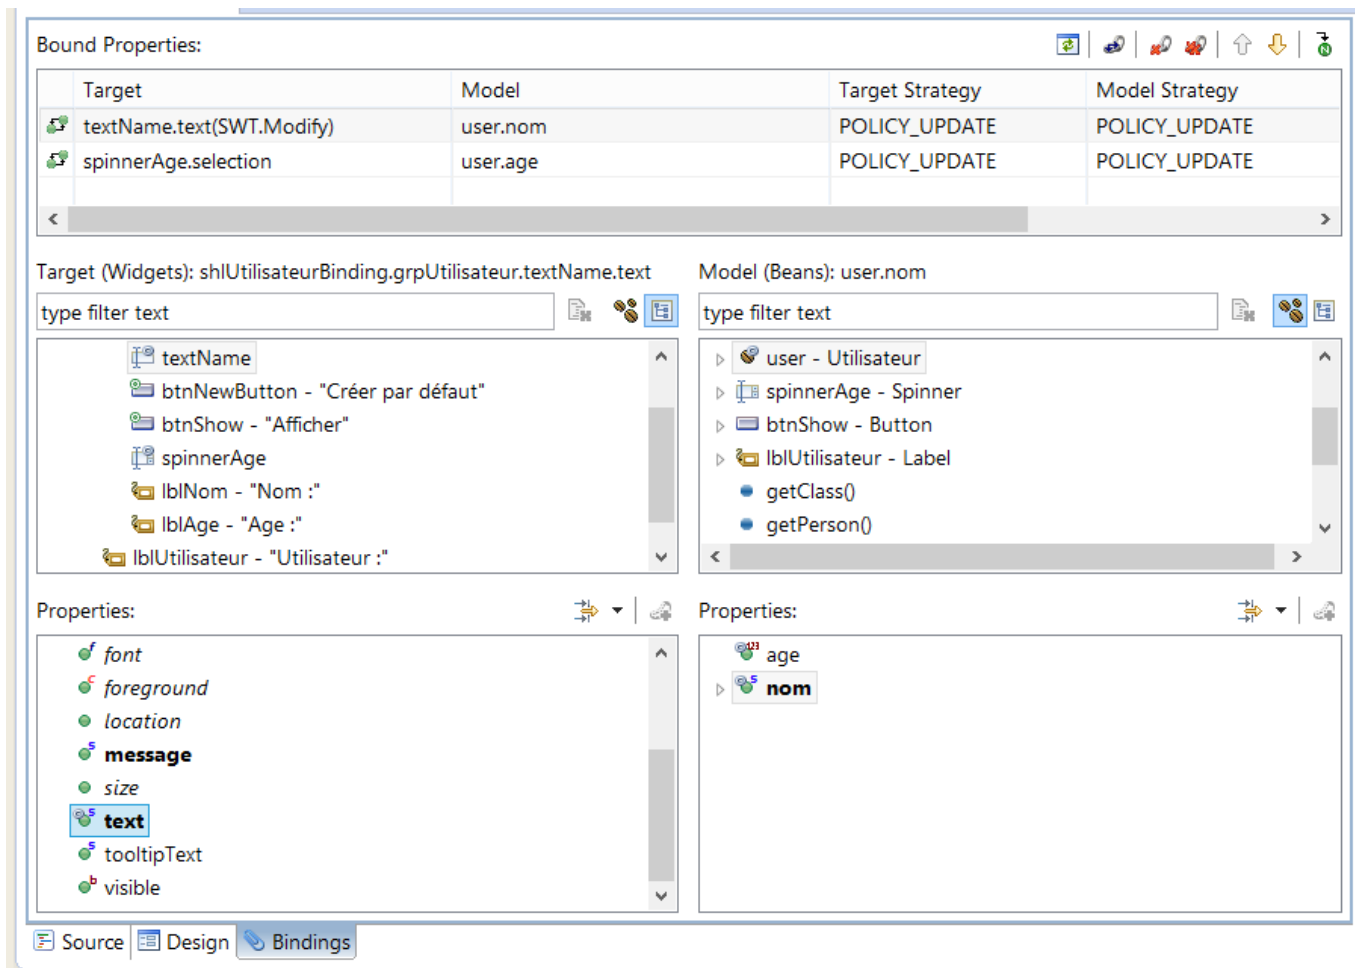 Bound Properties:
Target Model Target Strategy Model Strategy
textName.text(SWT.Modify) user.nom POLICY_UPDATE POLICY_UPDATE
spinnerAge.selection user.age POLICY_UPDATE POLICY_UPDATE
Target (Widgets): shlUtilisateurBinding.grpUtilisateur.textName.text
type filter text
textName
btnNewButton - "Créer par défaut"
btnShow - "Afficher"
spinnerAge
lblNom - "Nom :"
lblAge - "Age :"
lblUtilisateur - "Utilisateur :"
Model (Beans): user.nom
type filter text
user - Utilisateur
spinnerAge - Spinner
btnShow - Button
lblUtilisateur - Label
getClass()
getPerson()
Properties:
font
foreground
location
message
size
text
tooltipText
visible
Properties:
age
nom
Source Design Bindings